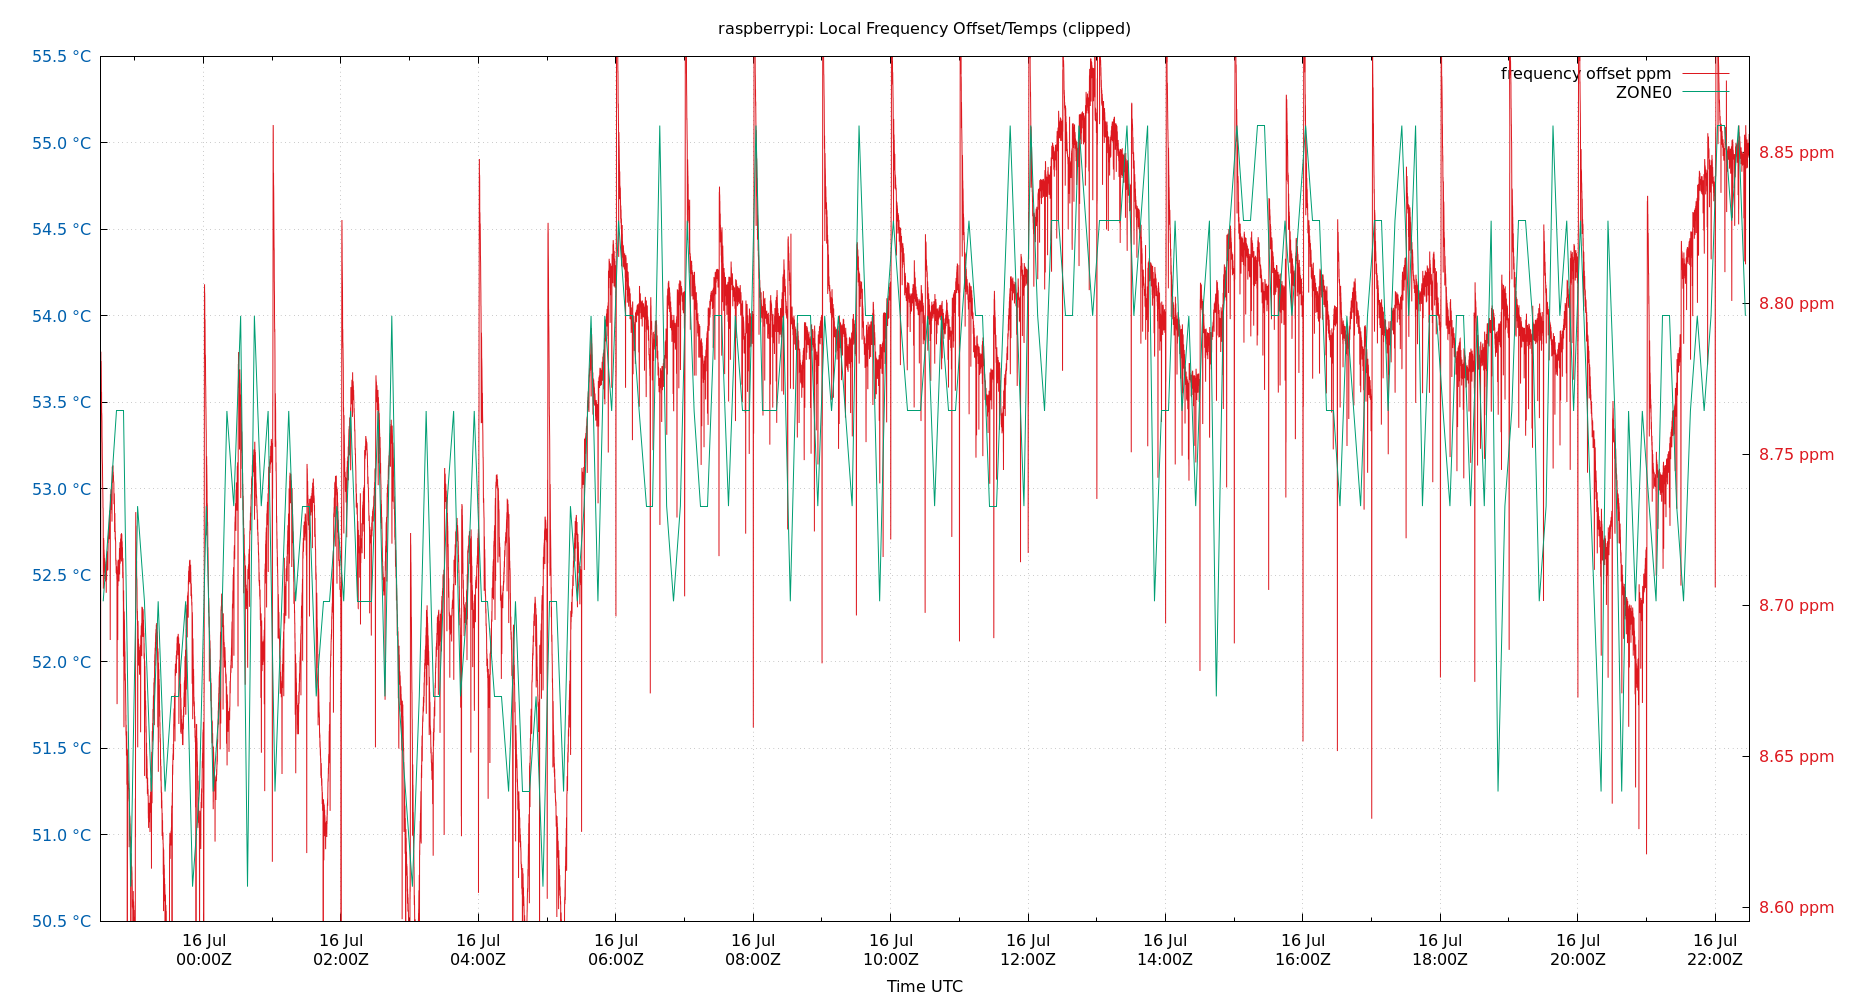 raspberrypi: Local Frequency Offset/Temps (clipped)
frequency offset ppm
ZONE0
55.5 °C
55.0 °C
54.5 °C
54.0 °C
53.5 °C
53.0 °C
52.5 °C
52.0 °C
51.5 °C
51.0 °C
50.5 °C
8.85 ppm
8.80 ppm
8.75 ppm
8.70 ppm
8.65 ppm
8.60 ppm
16 Jul 16 Jul 16 Jul 16 Jul 16 Jul 16 Jul 16 Jul 16 Jul 16 Jul 16 Jul 16 Jul 16 Jul
00:00Z 02:00Z 04:00Z 06:00Z 08:00Z 10:00Z 12:00Z 14:00Z 16:00Z 18:00Z 20:00Z 22:00Z
Time UTC